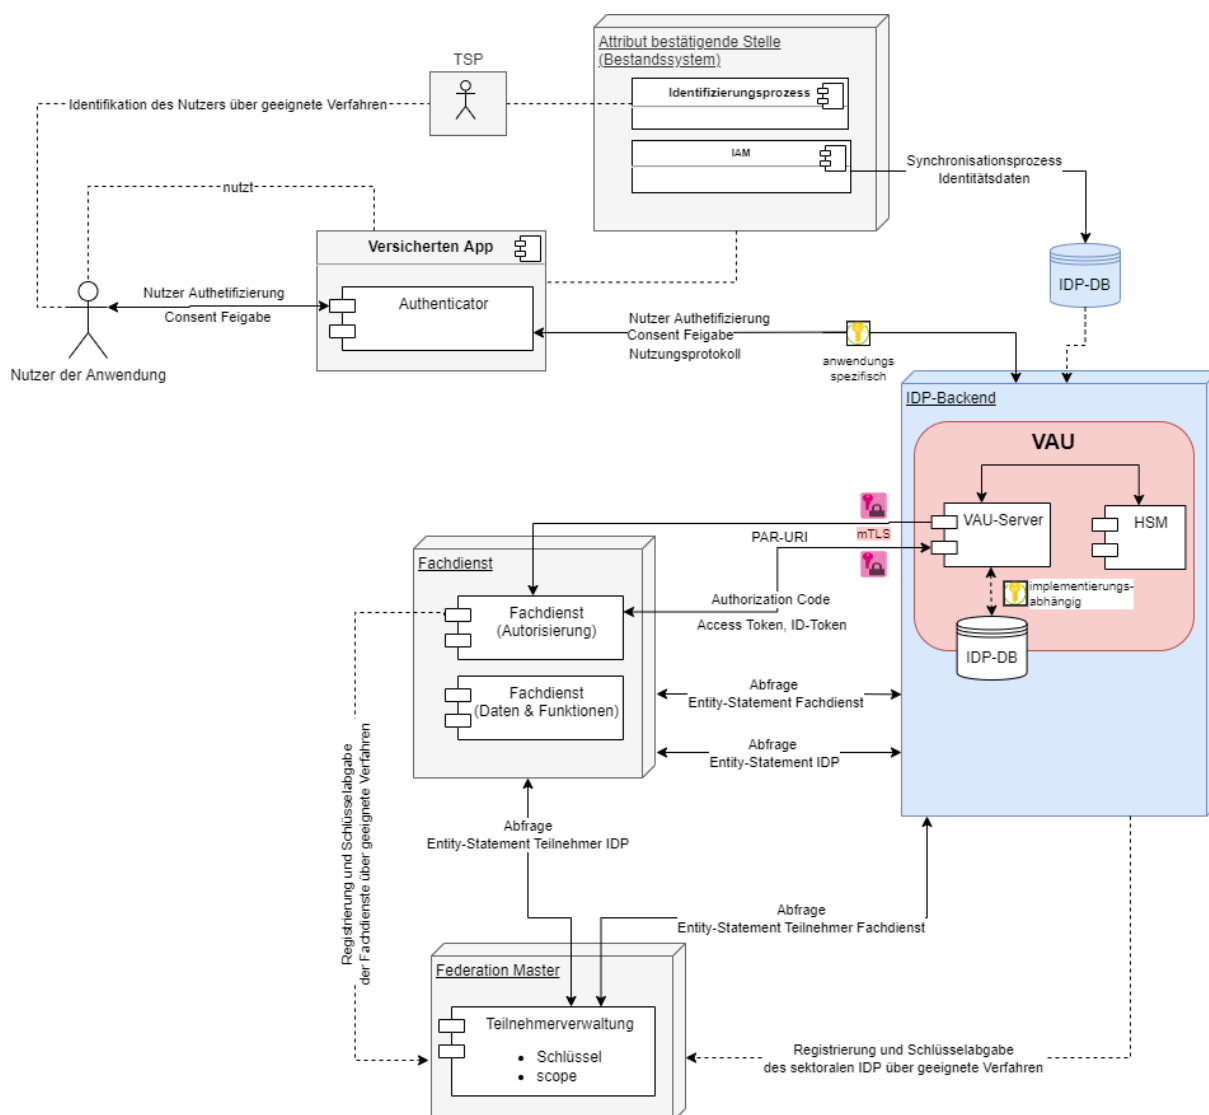 Attribut bestätigende Stelle
(Bestandssystem)
TSP
Identifizierungsprozess
Identifikation des Nutzers über geeignete Verfahren
IAM
Synchronisationsprozess
Identitätsdaten
nutzt
Versicherten App
IDP-DB
Nutzer Authetifizierung
Consent Feigabe
Authenticator
Nutzer Authetifizierung
Consent Feigabe
Nutzungsprotokoll
anwendungs
spezifisch
Nutzer der Anwendung
IDP-Backend
VAU
VAU-Server
HSM
mTLS
PAR-URI
Fachdienst
implementierungs-
abhängig
Authorization Code
Access Token, ID-Token
Fachdienst
(Autorisierung)
IDP-DB
Fachdienst
(Daten & Funktionen)
Abfrage
Entity-Statement Fachdienst
Abfrage
Entity-Statement IDP
Registrierung und Schlüsselabgabe
der Fachdienste über geeignete Verfahren
Abfrage
Entity-Statement Teilnehmer IDP
Abfrage
Entity-Statement Teilnehmer Fachdienst
Federation Master
Teilnehmerverwaltung
• Schlüssel
• scope
Registrierung und Schlüsselabgabe
des sektoralen IDP über geeignete Verfahren